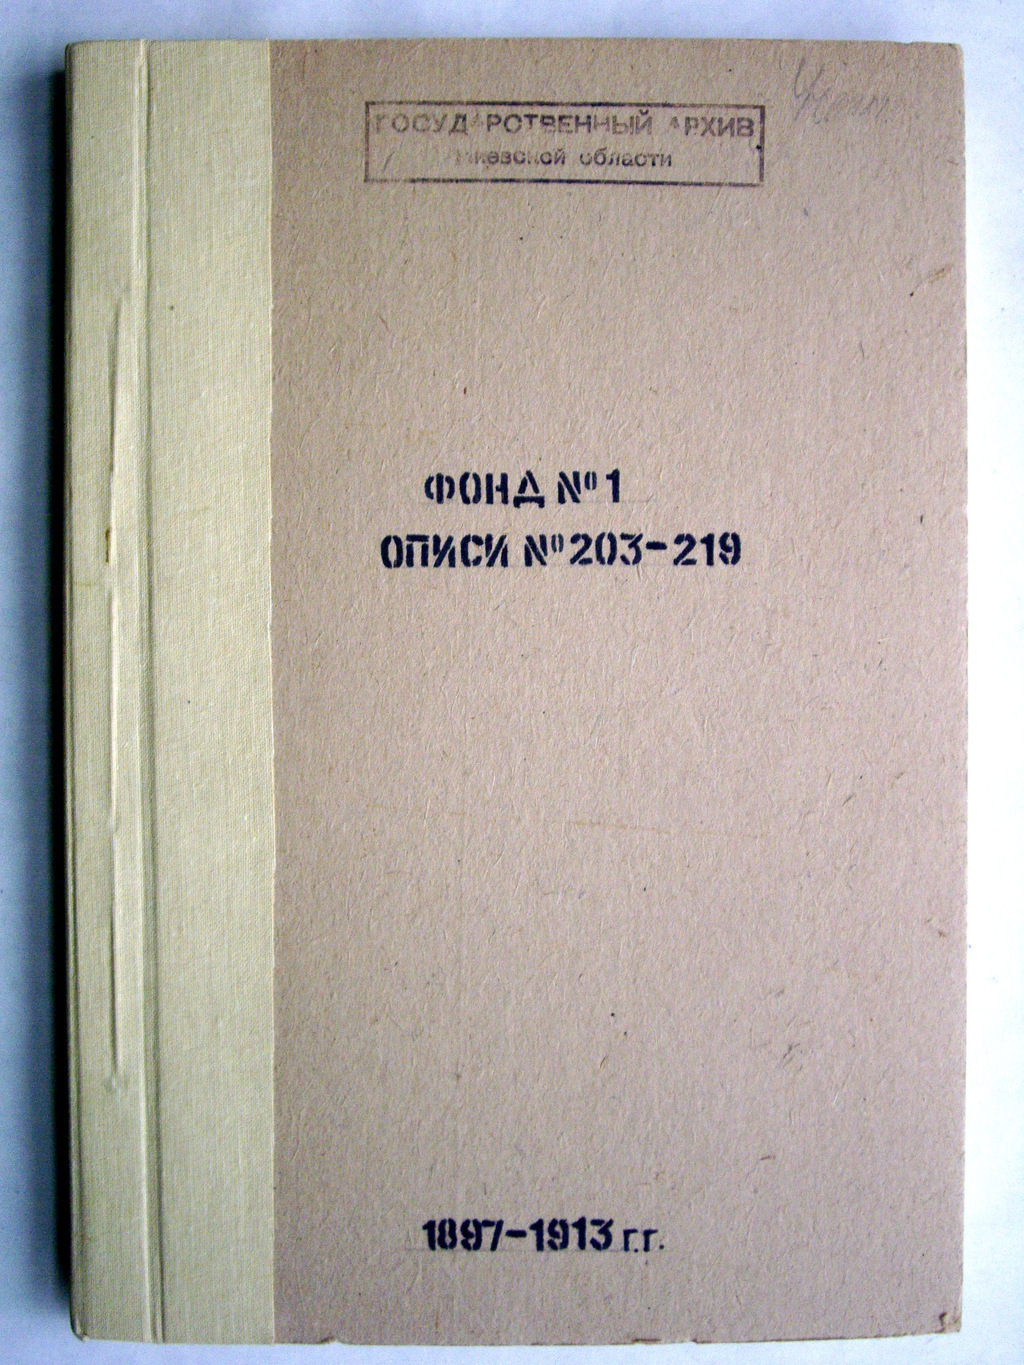 ГОСУДАРСТВЕННЫЙ АРХИВ
области
ФОНД №1
ОПИСИ №203-219
1897-1913 г.г.